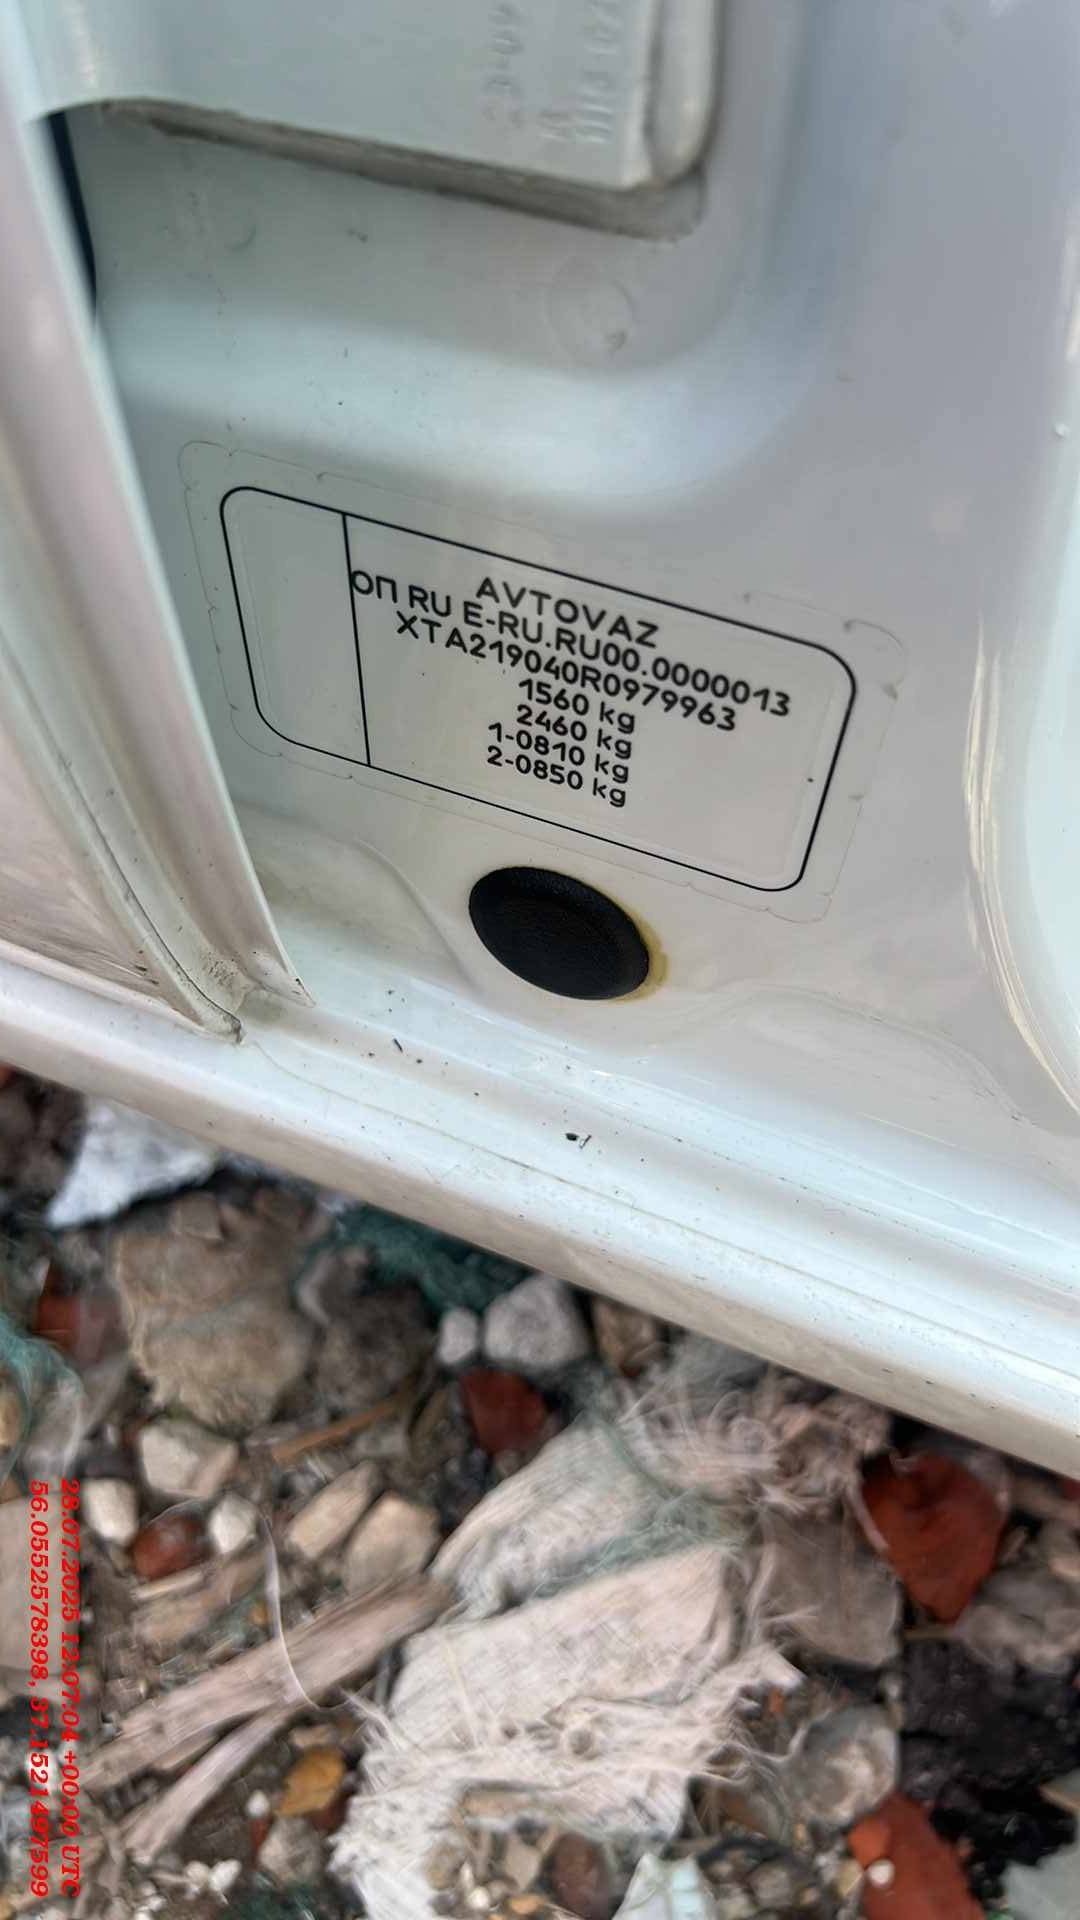 AVTOVAZ
ОП RU E-RU.RU00.0000013
XTA219040R0979963
1560 kg
2460 kg
1-0810 kg
2-0850 kg
28.07.2025 12:07:04 +00:00 UTC
56.0552578398, 37.1521497599